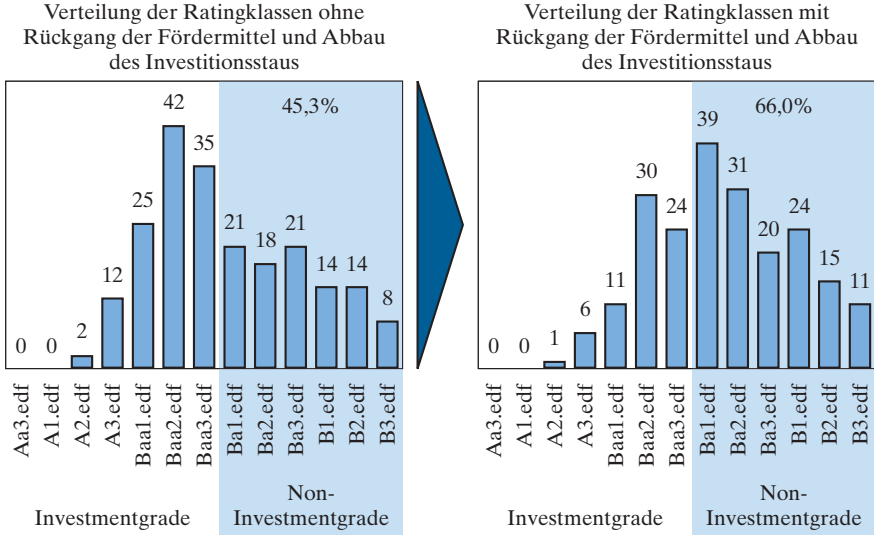 Verteilung der Ratingklassen ohne
Rückgang der Fördermittel und Abbau
des Investitionsstaus
45,3%
0
0
2
12
25
42
35
21
18
21
14
14
8
Aa3.edf
A1.edf
A2.edf
A3.edf
Baa1.edf
Baa2.edf
Baa3.edf
Ba1.edf
Ba2.edf
Ba3.edf
B1.edf
B2.edf
B3.edf
Investmentgrade
Non-
Investmentgrade
Verteilung der Ratingklassen mit
Rückgang der Fördermittel und Abbau
des Investitionsstaus
66,0%
0
0
1
6
11
30
24
39
31
20
24
15
11
Aa3.edf
A1.edf
A2.edf
A3.edf
Baa1.edf
Baa2.edf
Baa3.edf
Ba1.edf
Ba2.edf
Ba3.edf
B1.edf
B2.edf
B3.edf
Investmentgrade
Non-
Investmentgrade